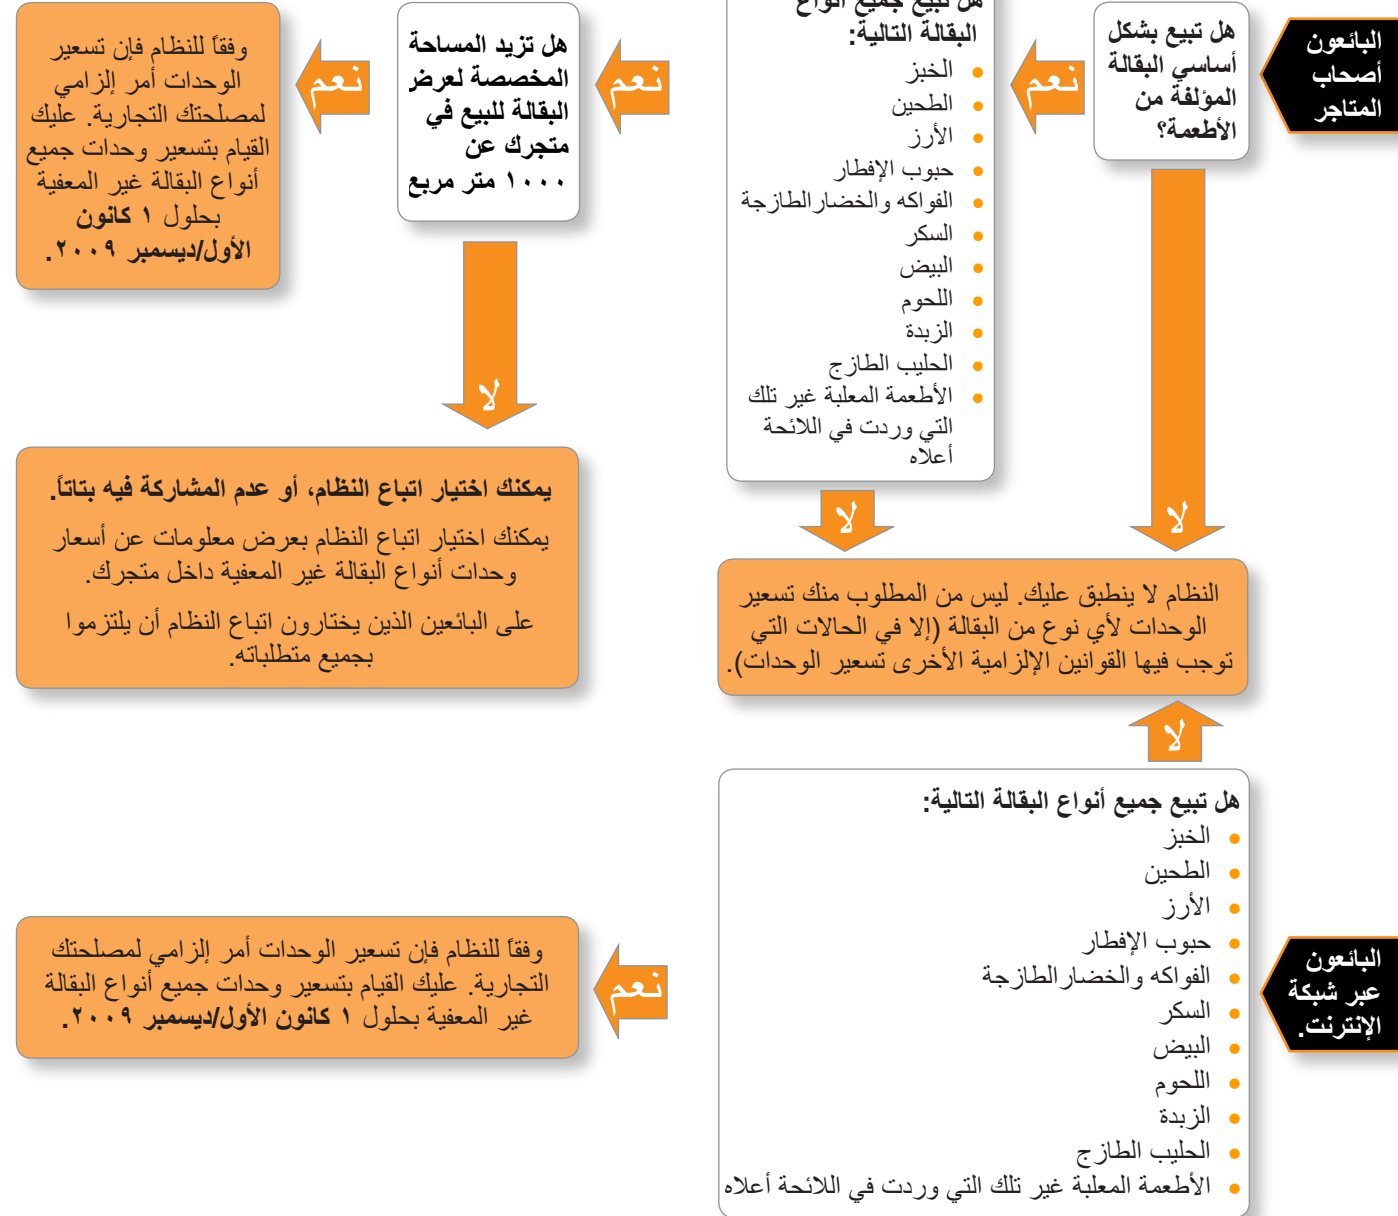 البائعون
أصحاب
المتاجر
هل تبيع بشكل
أساسي البقالة
المؤلفة من
الأطعمة؟
نعم
لا
هل تبيع جميع أنواع
البقالة التالية:
• الخبز
• الطحين
• الأرز
• حبوب الإفطار
• الفواكه والخضارالطازجة
• السكر
• البيض
• اللحوم
• الزبدة
• الحليب الطازج
• الأطعمة المعلبة غير تلك
التي وردت في اللائحة
أعلاه
نعم
لا
هل تزيد المساحة
المخصصة لعرض
البقالة للبيع في
متجرك عن
١٠٠٠ متر مربع
نعم
لا
وفقاً للنظام فإن تسعير
الوحدات أمر إلزامي
لمصلحتك التجارية. عليك
القيام بتسعير وحدات جميع
أنواع البقالة غير المعفية
بحلول ١ كانون
الأول/ديسمبر ٢٠٠٩.
يمكنك اختيار اتباع النظام، أو عدم المشاركة فيه بتاتاً.
يمكنك اختيار اتباع النظام بعرض معلومات عن أسعار
وحدات أنواع البقالة غير المعفية داخل متجرك.
على البائعين الذين يختارون اتباع النظام أن يلتزموا
بجميع متطلباته.
النظام لا ينطبق عليك. ليس من المطلوب منك تسعير
الوحدات لأي نوع من البقالة (إلا في الحالات التي
توجب فيها القوانين الإلزامية الأخرى تسعير الوحدات).
لا
البائعون
عبر شبكة
الإنترنت.
هل تبيع جميع أنواع البقالة التالية:
• الخبز
• الطحين
• الأرز
• حبوب الإفطار
• الفواكه والخضارالطازجة
• السكر
• البيض
• اللحوم
• الزبدة
• الحليب الطازج
• الأطعمة المعلبة غير تلك التي وردت في اللائحة أعلاه
نعم
وفقاً للنظام فإن تسعير الوحدات أمر إلزامي لمصلحتك
التجارية. عليك القيام بتسعير وحدات جميع أنواع البقالة
غير المعفية بحلول ١ كانون الأول/ديسمبر ٢٠٠٩.